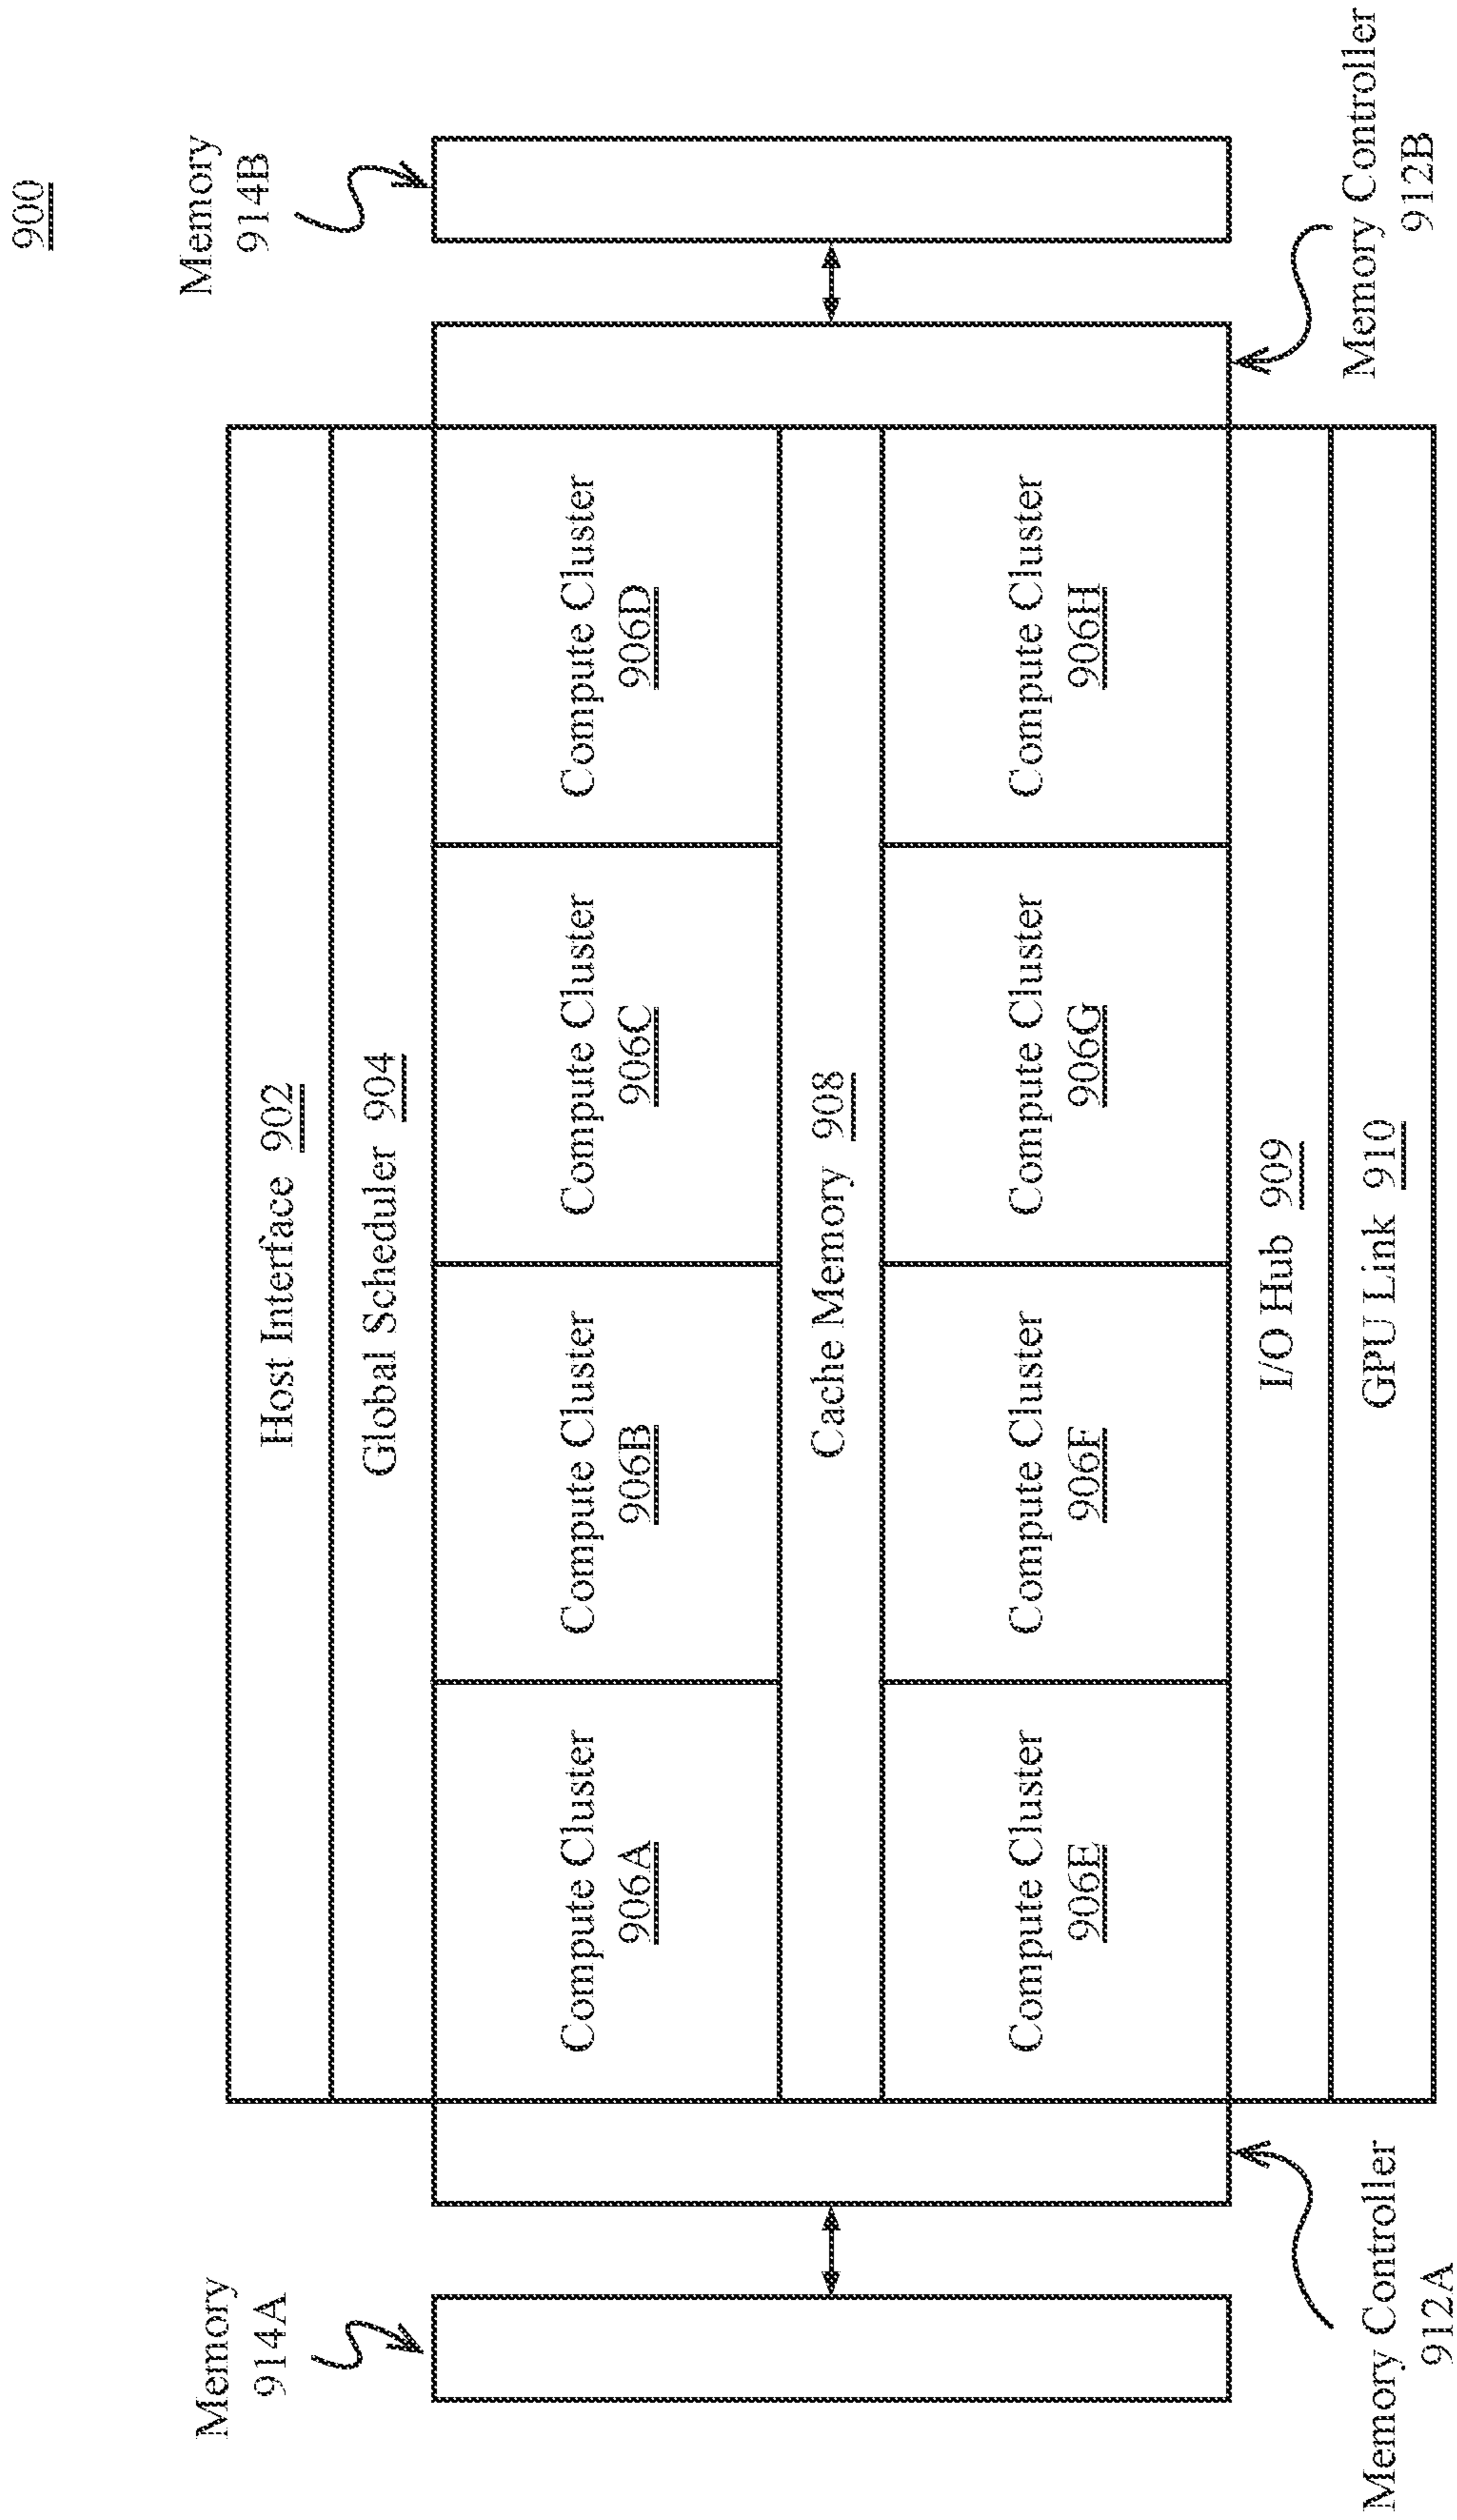 900
Memory
914B
Memory Controller
912B
Host Interface 902
Global Scheduler 904
Compute Cluster
906A
Compute Cluster
906B
Compute Cluster
906C
Compute Cluster
906D
Cache Memory 908
Compute Cluster
906E
Compute Cluster
906F
Compute Cluster
906G
Compute Cluster
906H
I/O Hub 909
GPU Link 910
Memory
914A
Memory Controller
912A